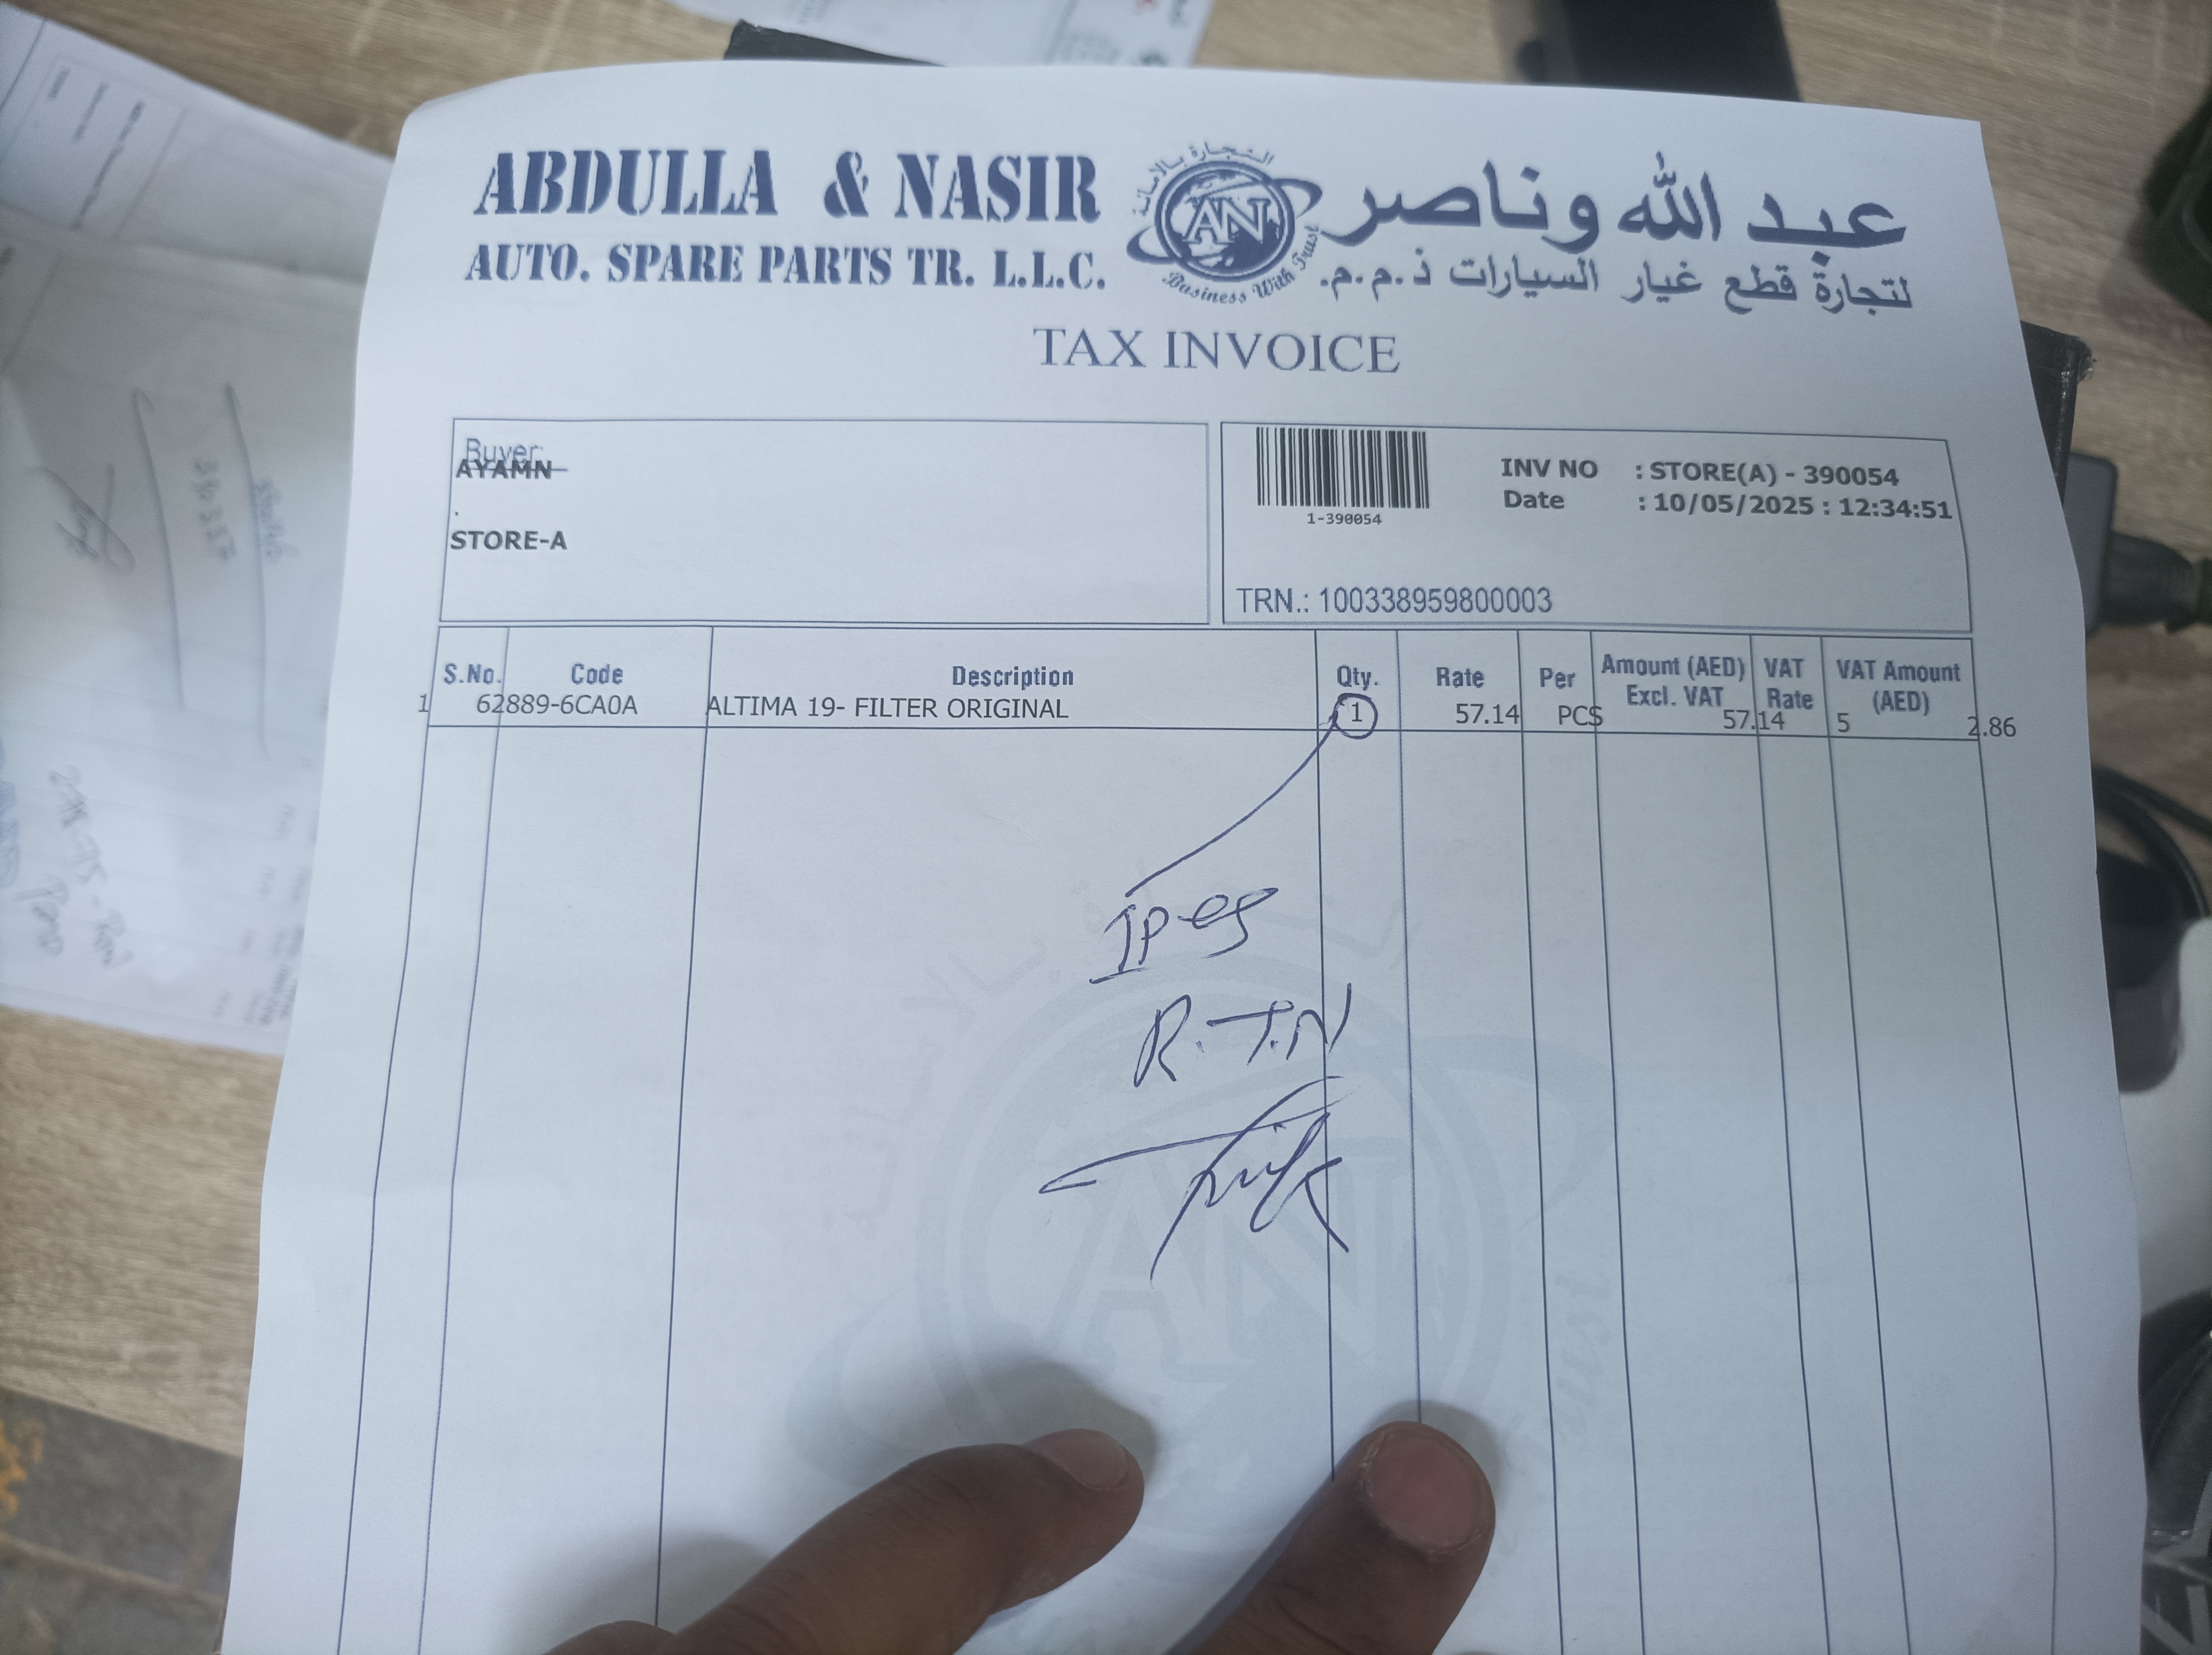 ABDULLA & NASIR
AUTO. SPARE PARTS TR. L.L.C.
التجارة بالأمانة
AN
Business With Trust
عبد الله وناصر
لتجارة قطع غيار السيارات ذ.م.م.
TAX INVOICE
Buyer:
AYAMN
.
STORE-A
1-390054
INV NO : STORE(A) - 390054
Date : 10/05/2025 : 12:34:51
TRN.: 100338959800003
S.No. Code Description Qty. Rate Per Amount (AED) Excl. VAT VAT Rate VAT Amount (AED)
1 62889-6CA0A ALTIMA 19- FILTER ORIGINAL 1 57.14 PCS 57.14 5 2.86
1pcs
R.T.N